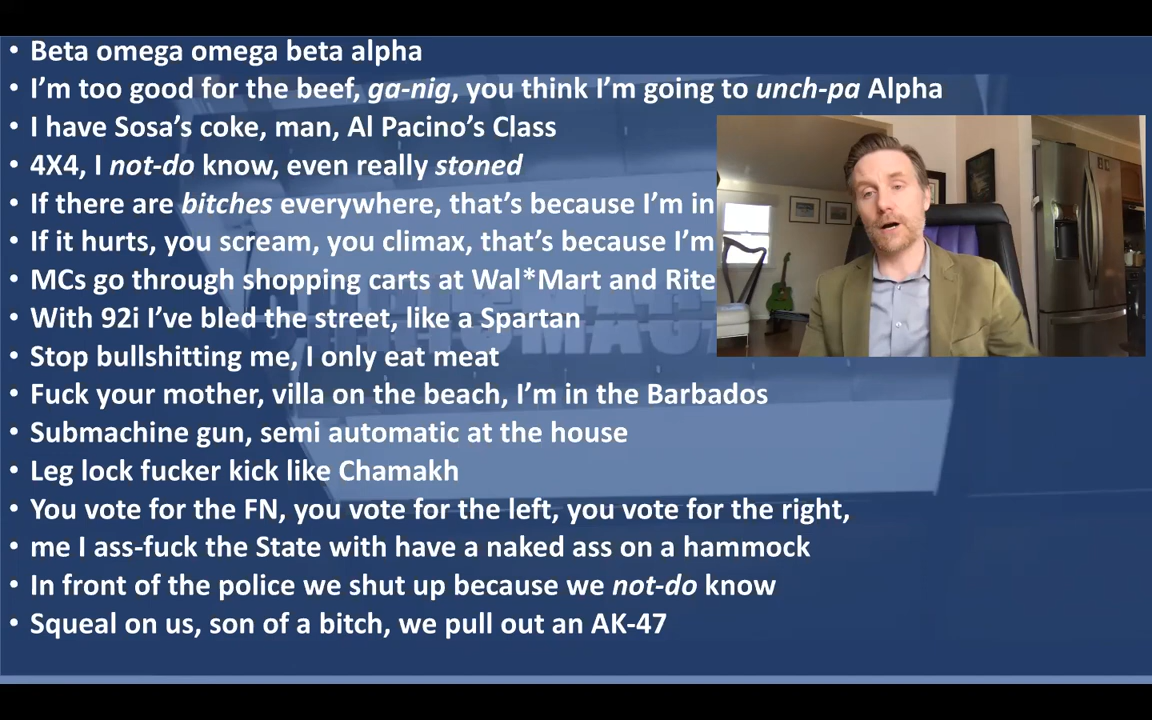 • Beta omega omega beta alpha
• I'm too good for the beef, ga-nig, you think I'm going to unch-pa Alpha
• I have Sosa's coke, man, Al Pacino's Class
• 4X4, I not-do know, even really stoned
• If there are bitches everywhere, that's because I'm in
• If it hurts, you scream, you climax, that's because I'm
• MCs go through shopping carts at Wal*Mart and Rite
• With 92i I've bled the street, like a Spartan
• Stop bullshitting me, I only eat meat
• Fuck your mother, villa on the beach, I'm in the Barbados
• Submachine gun, semi automatic at the house
• Leg lock fucker kick like Chamakh
• You vote for the FN, you vote for the left, you vote for the right,
• me I ass-fuck the State with have a naked ass on a hammock
• In front of the police we shut up because we not-do know
• Squeal on us, son of a bitch, we pull out an AK-47